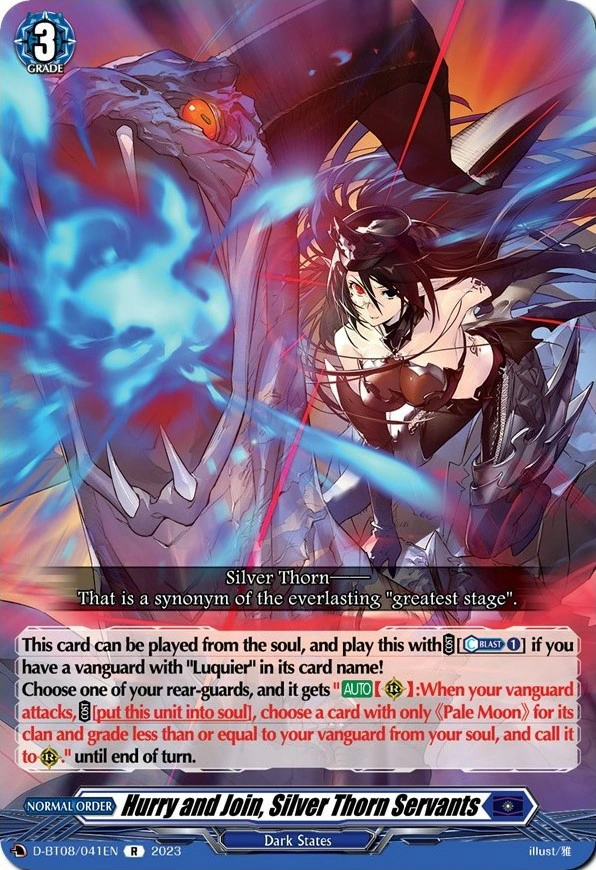 3
GRADE
Silver Thorn——
That is a synonym of the everlasting "greatest stage".
This card can be played from the soul, and play this with COST [C BLAST 1] if you
have a vanguard with "Luquier" in its card name!
Choose one of your rear-guards, and it gets "AUTO【R】:When your vanguard
attacks, COST [put this unit into soul], choose a card with only 《Pale Moon》 for its
clan and grade less than or equal to your vanguard from your soul, and call it
to R." until end of turn.
NORMAL ORDER Hurry and Join, Silver Thorn Servants
Dark States
D-BT08/041EN R 2023 illust/雅